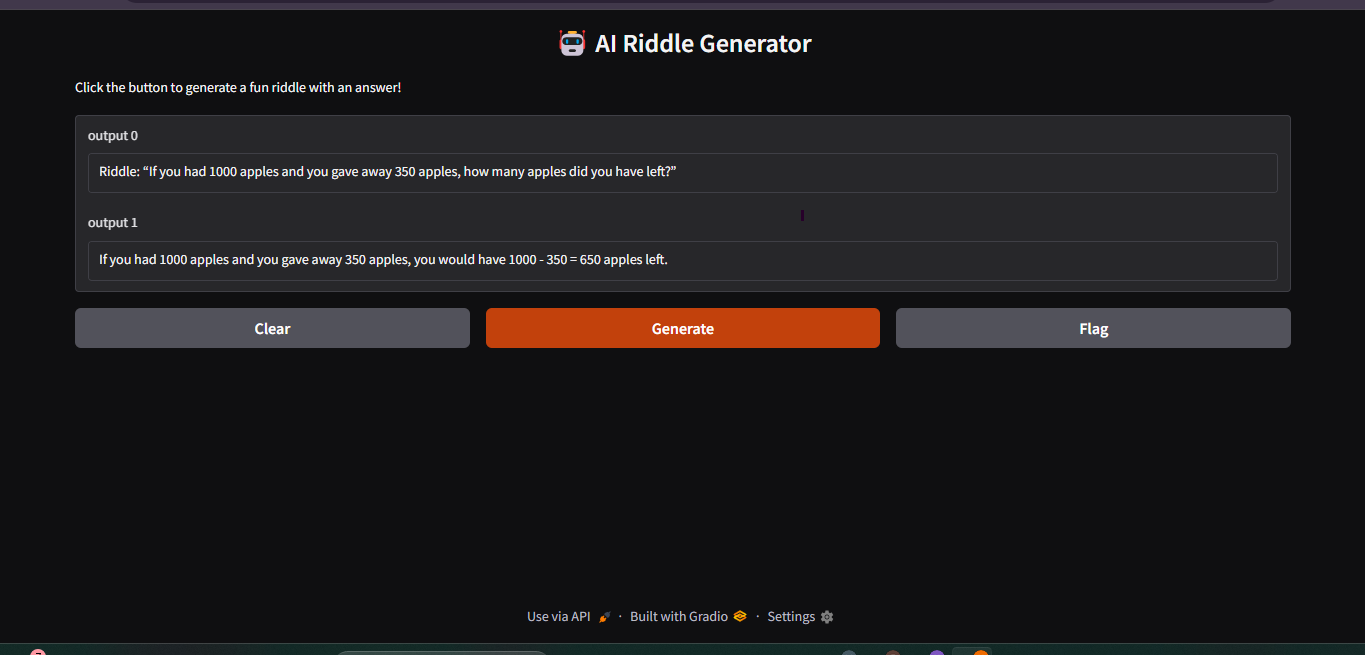 AI Riddle Generator
Click the button to generate a fun riddle with an answer!
output 0
Riddle: “If you had 1000 apples and you gave away 350 apples, how many apples did you have left?”
output 1
If you had 1000 apples and you gave away 350 apples, you would have 1000 - 350 = 650 apples left.
Clear Generate Flag
Use via API · Built with Gradio · Settings